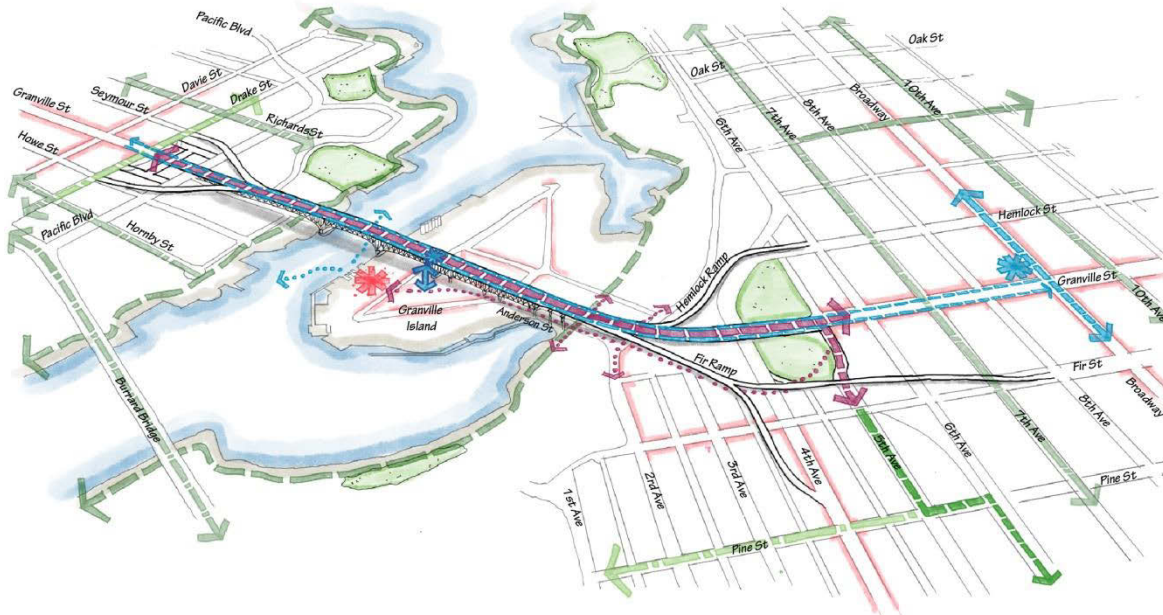 Pacific Blvd
Davie St
Drake St
Granville St
Seymour St
Richards St
Howe St
Pacific Blvd
Hornby St
Burrard Bridge
Granville
Island
Anderson St
Hemlock Ramp
Fir Ramp
Oak St
Oak St
6th Ave
7th Ave
8th Ave
Broadway
10th Ave
Hemlock St
Granville St
10th Ave
Fir St
Broadway
8th Ave
7th Ave
6th Ave
5th Ave
Pine St
4th Ave
3rd Ave
2nd Ave
1st Ave
Pine St